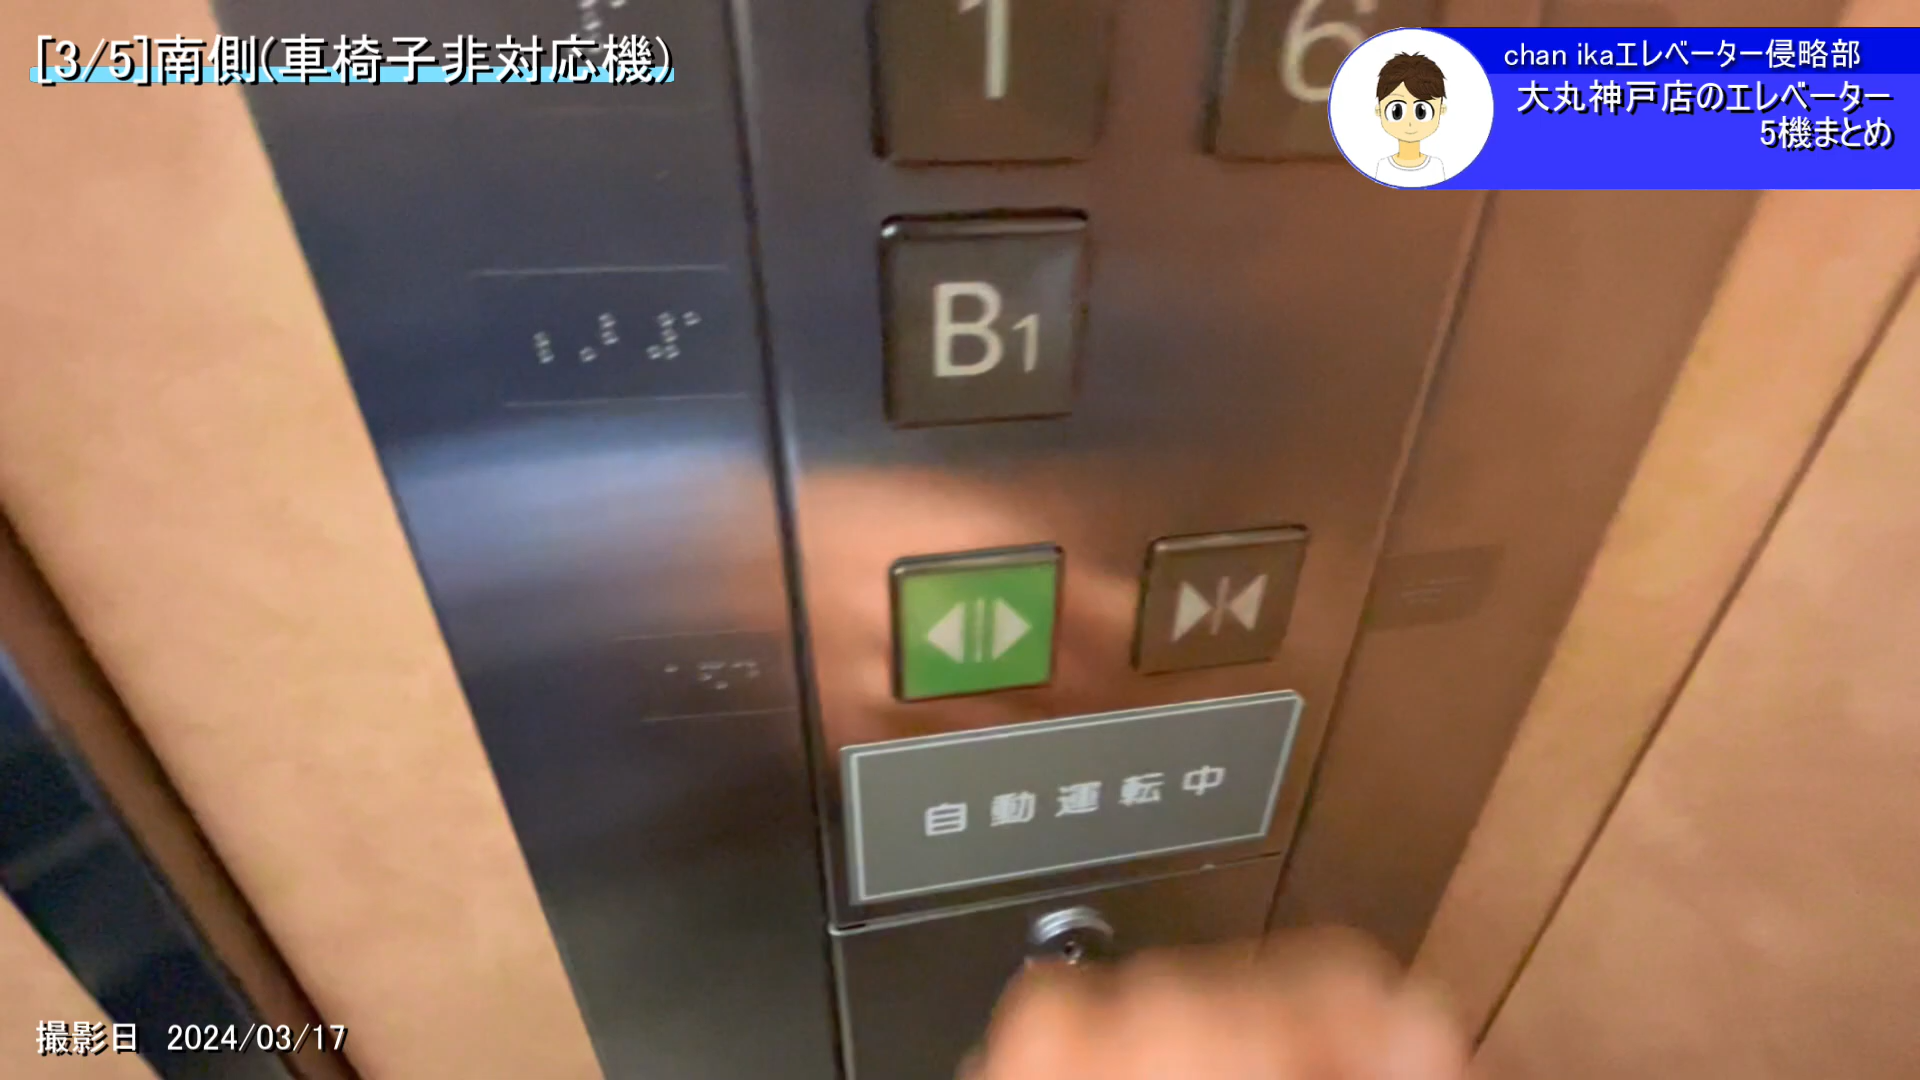 [3/5]南側(車椅子非対応機)
chan ikaエレベーター侵略部
大丸神戸店のエレベーター
5機まとめ
1
6
B1
自動運転中
撮影日 2024/03/17